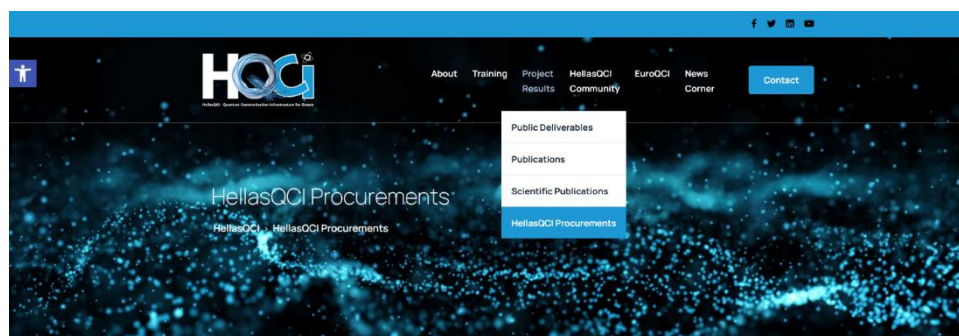 HQCi
HellasQCI - Quantum Communication Infrastructure for Greece
About
Training
Project
Results
HellasQCI
Community
EuroQCI
News
Corner
Contact
Public Deliverables
Publications
Scientific Publications
HellasQCI Procurements
HellasQCI Procurements
HellasQCI › HellasQCI Procurements